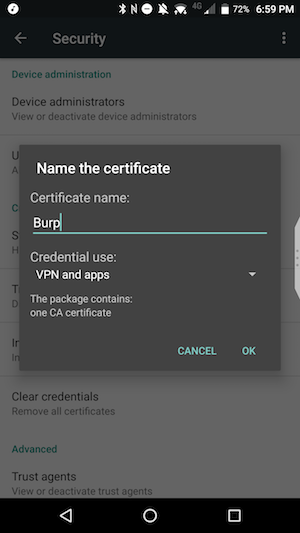 4G 72% 6:59 PM
Security
Device administration
Device administrators
View or deactivate device administrators
U
A
Name the certificate
Certificate name:
Burp
C
S
H
Credential use:
VPN and apps
T
D
The package contains:
one CA certificate
In
In
CANCEL OK
Clear credentials
Remove all certificates
Advanced
Trust agents
View or deactivate trust agents